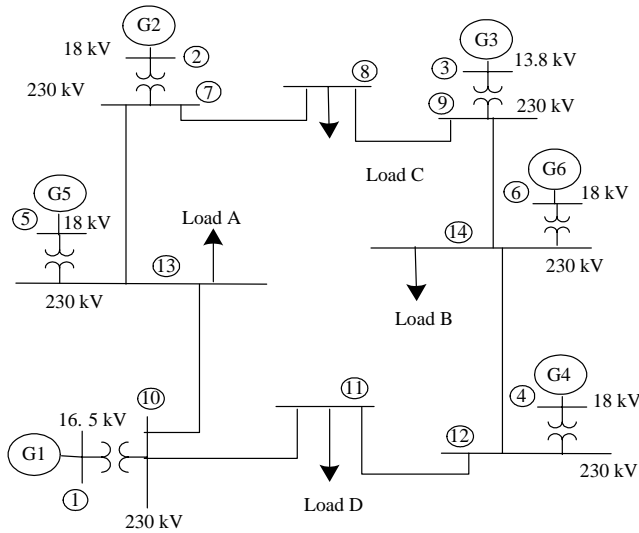 G2
18 kV
2
230 kV
7
8
G3
13.8 kV
3
9
230 kV
Load C
G5
5
18 kV
Load A
13
230 kV
G6
6
18 kV
14
230 kV
Load B
10
16. 5 kV
G1
1
230 kV
11
Load D
12
G4
4
18 kV
230 kV